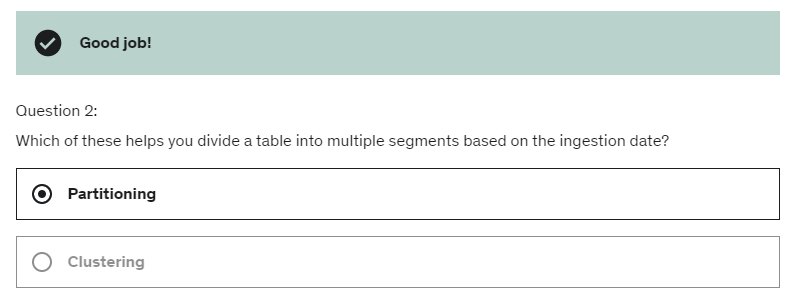 Good job!
Question 2:
Which of these helps you divide a table into multiple segments based on the ingestion date?
Partitioning
Clustering